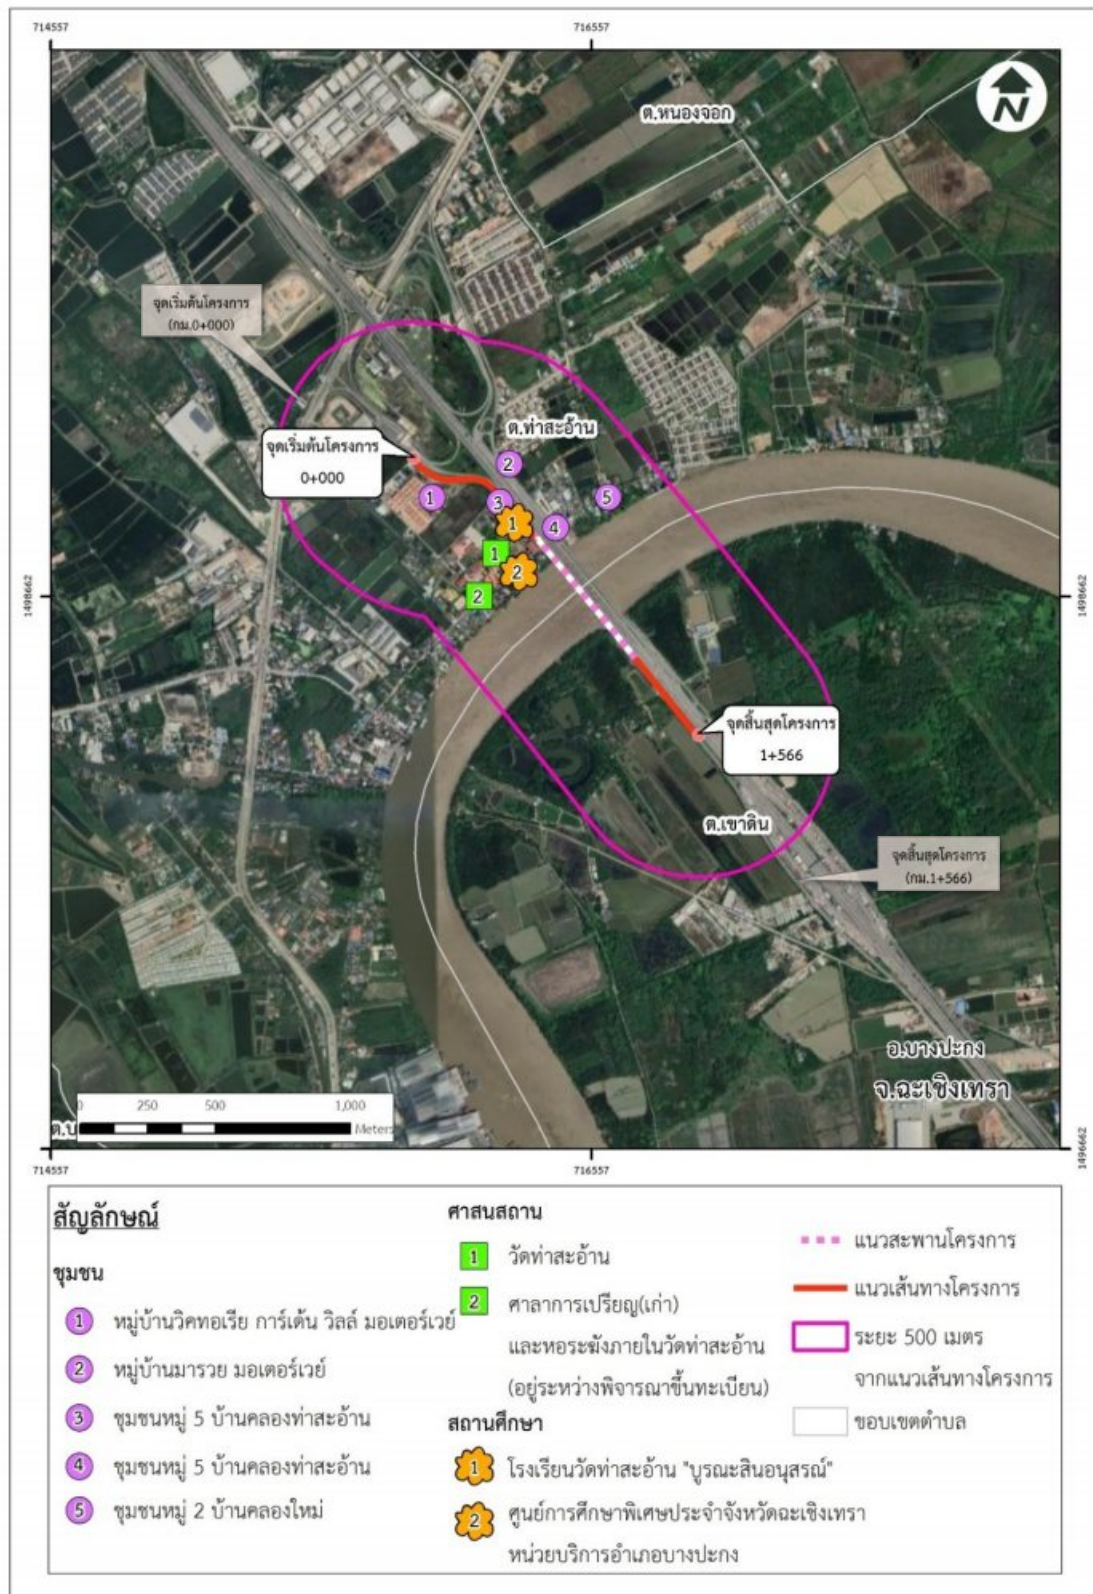 714557
716557
N
ต.หนองจอก
จุดเริ่มต้นโครงการ
(กม.0+000)
ต.ท่าสะอ้าน
จุดเริ่มต้นโครงการ
0+000
2
1
3
5
1
4
1
2
2
1498662
1498662
จุดสิ้นสุดโครงการ
1+566
ต.เขาดิน
จุดสิ้นสุดโครงการ
(กม.1+566)
อ.บางปะกง
จ.ฉะเชิงเทรา
0 250 500 1,000
Meters
ต.บ
1496662
714557
716557
สัญลักษณ์
ชุมชน
1 หมู่บ้านวิคทอเรีย การ์เด้น วิลล์ มอเตอร์เวย์
2 หมู่บ้านมารวย มอเตอร์เวย์
3 ชุมชนหมู่ 5 บ้านคลองท่าสะอ้าน
4 ชุมชนหมู่ 5 บ้านคลองท่าสะอ้าน
5 ชุมชนหมู่ 2 บ้านคลองใหม่
ศาสนสถาน
1 วัดท่าสะอ้าน
2 ศาลาการเปรียญ(เก่า)
และหอระฆังภายในวัดท่าสะอ้าน
(อยู่ระหว่างพิจารณาขึ้นทะเบียน)
สถานศึกษา
1 โรงเรียนวัดท่าสะอ้าน "บูรณะสินอนุสรณ์"
2 ศูนย์การศึกษาพิเศษประจำจังหวัดฉะเชิงเทรา
หน่วยบริการอำเภอบางปะกง
แนวสะพานโครงการ
แนวเส้นทางโครงการ
ระยะ 500 เมตร
จากแนวเส้นทางโครงการ
ขอบเขตตำบล